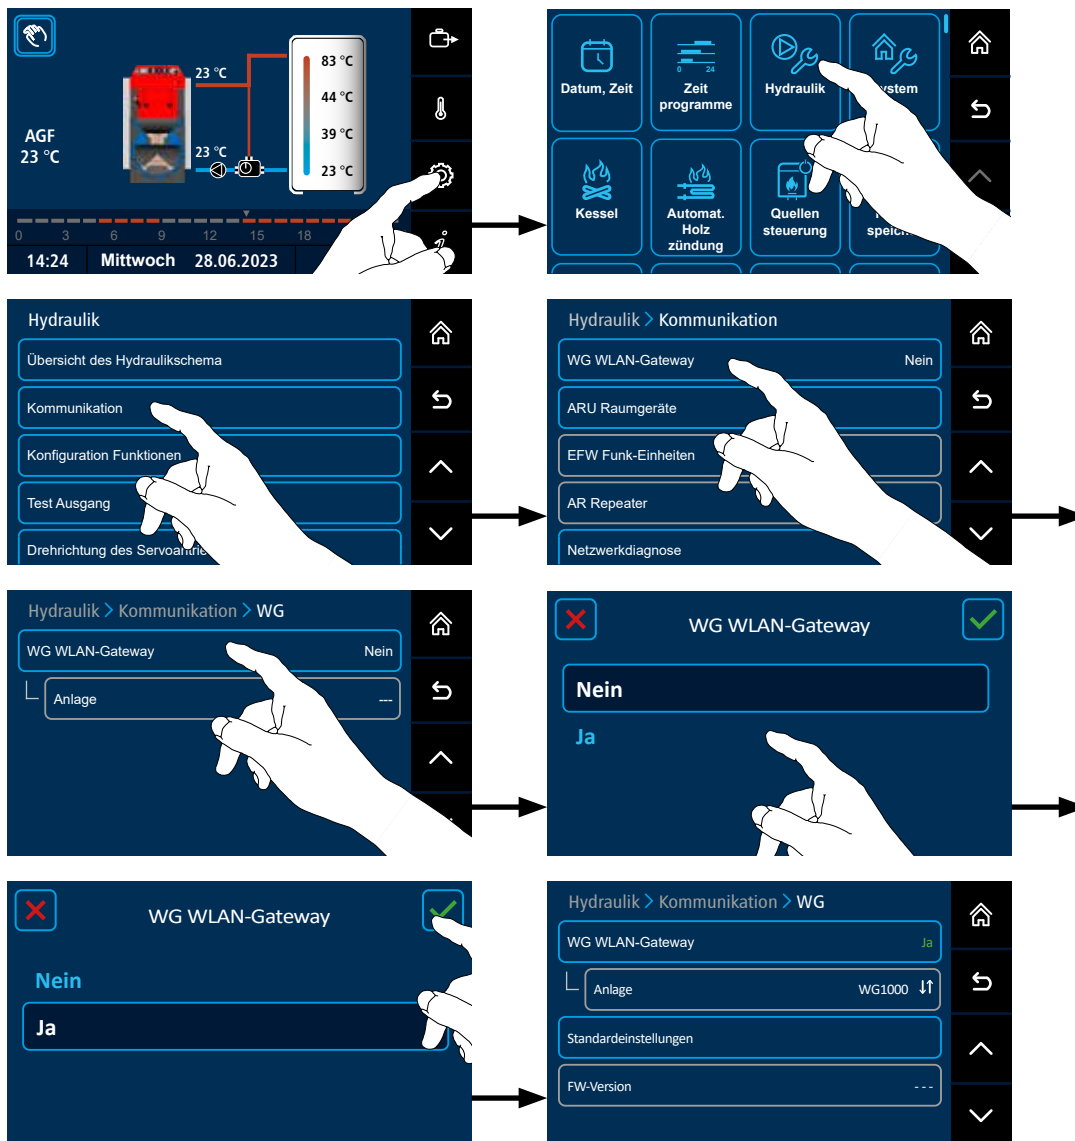 83 °C
23 °C
44 °C
AGF
23 °C
39 °C
23 °C
23 °C
0 3 6 9 12 15 18
14:24 Mittwoch 28.06.2023
0 24
Datum, Zeit
Zeit
programme
Hydraulik
Kessel
Automat.
Holz
zündung
Quellen
steuerung
Hydraulik
Übersicht des Hydraulikschema
Kommunikation
Konfiguration Funktionen
Test Ausgang
Drehrichtung des
Hydraulik > Kommunikation
WG WLAN-Gateway Nein
ARU Raumgeräte
EFW Funk-Einheiten
AR Repeater
Netzwerkdiagnose
Hydraulik > Kommunikation > WG
WG WLAN-Gateway Nein
Anlage ---
WG WLAN-Gateway
Nein
Ja
WG WLAN-Gateway
Nein
Ja
Hydraulik > Kommunikation > WG
WG WLAN-Gateway Ja
Anlage WG1000
Standardeinstellungen
FW-Version ---